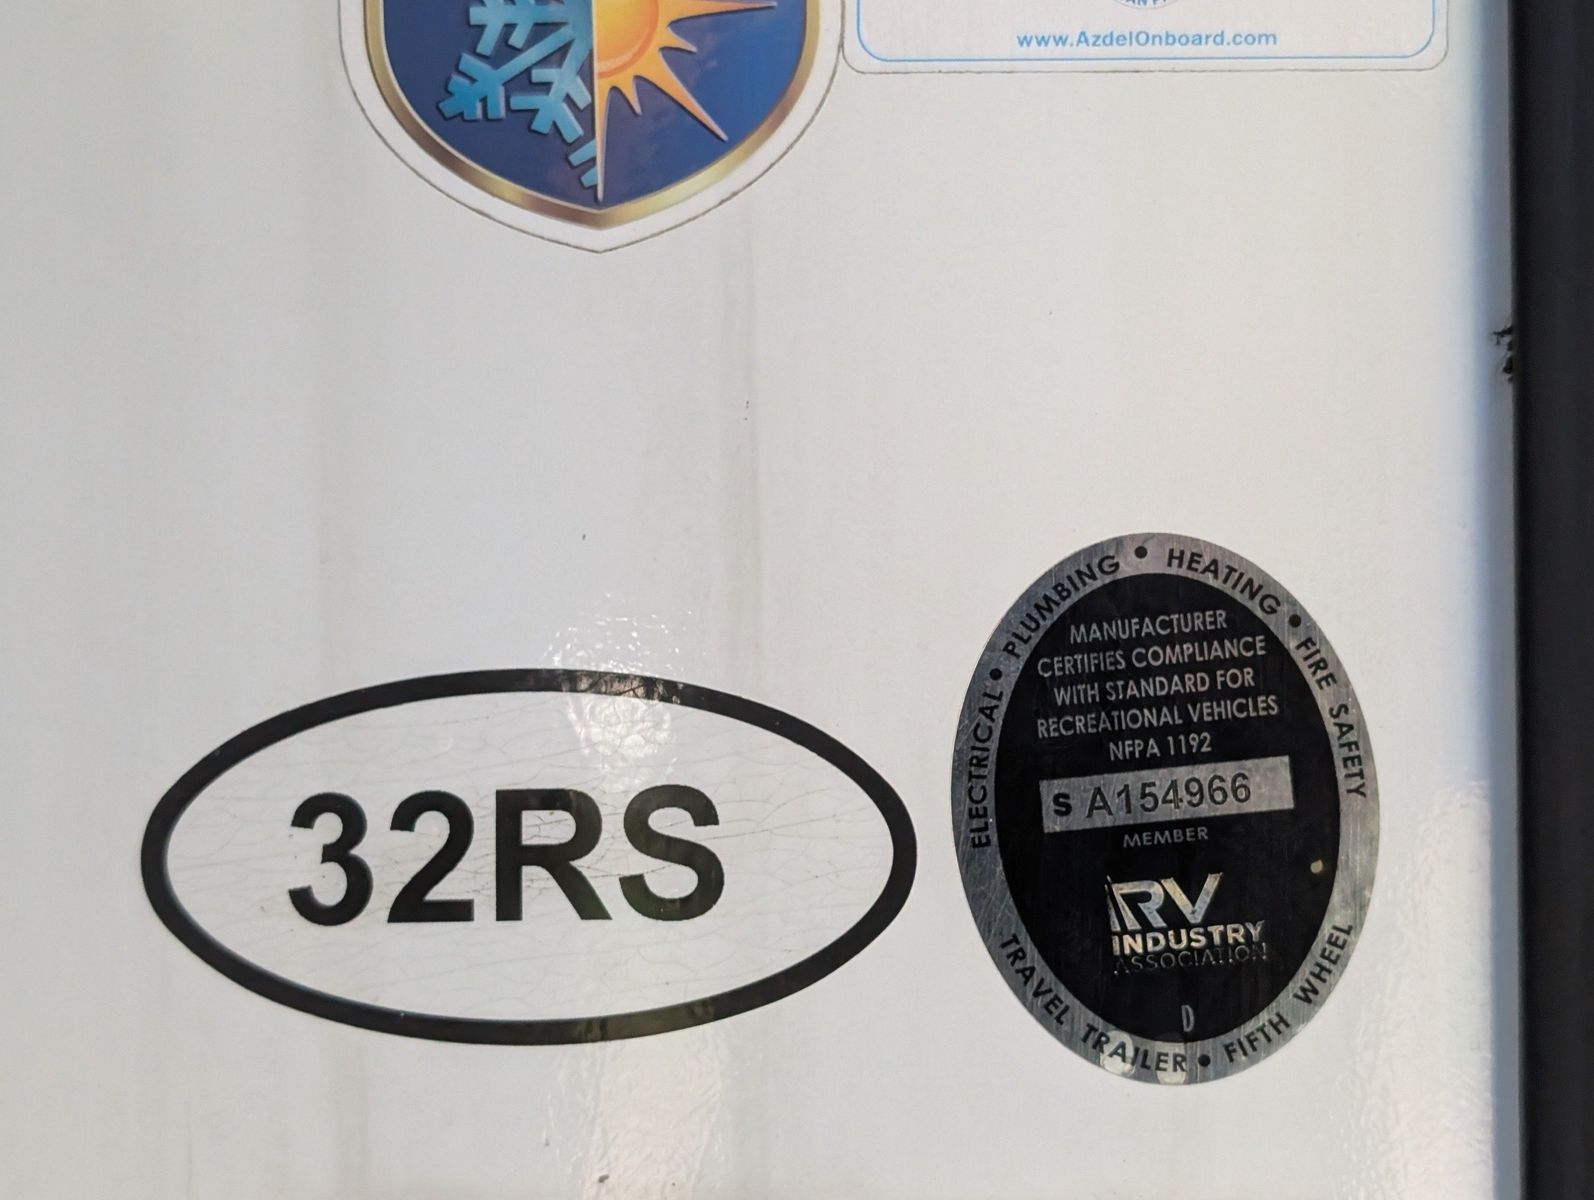 www.AzdelOnboard.com
ELECTRICAL • PLUMBING • HEATING • FIRE SAFETY
MANUFACTURER
CERTIFIES COMPLIANCE
WITH STANDARD FOR
RECREATIONAL VEHICLES
NFPA 1192
S A154966
MEMBER
RV
INDUSTRY
ASSOCIATION
D
TRAVEL TRAILER • FIFTH WHEEL
32RS